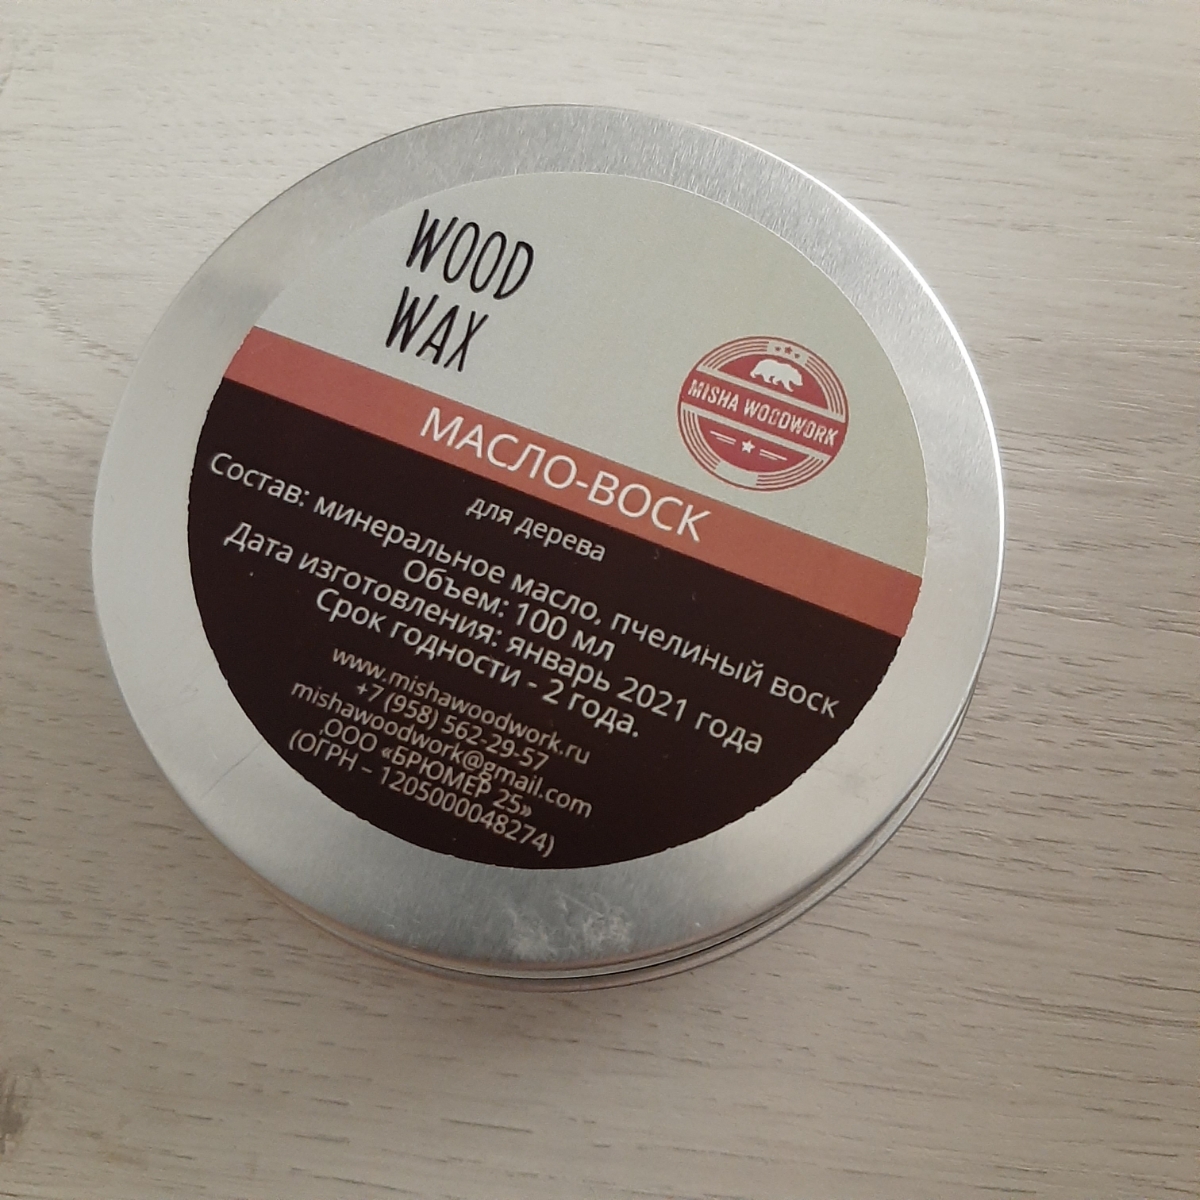 WOOD
WAX
MISHA WOODWORK
МАСЛО-ВОСК
для дерева
Состав: минеральное масло, пчелиный воск
Объем: 100 мл
Дата изготовления: январь 2021 года
Срок годности - 2 года.
www.mishawoodwork.ru
+7 (958) 562-29-57
mishawoodwork@gmail.com
ООО «БРЮМЕР 25»
(ОГРН – 1205000048274)